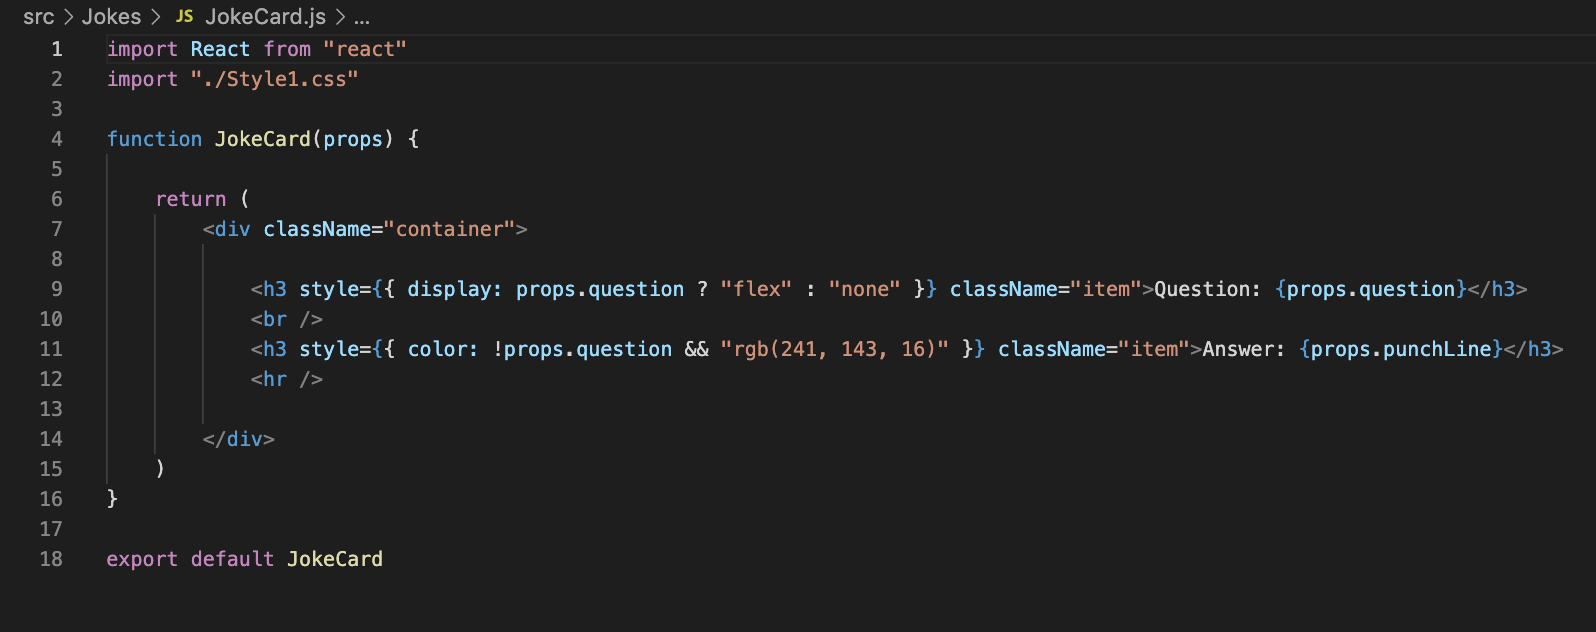 src > Jokes > JS JokeCard.js > ...
1 import React from "react"
2 import "./Style1.css"
3
4 function JokeCard(props) {
5
6     return (
7         <div className="container">
8
9             <h3 style={{ display: props.question ? "flex" : "none" }} className="item">Question: {props.question}</h3>
10             <br />
11             <h3 style={{ color: !props.question && "rgb(241, 143, 16)" }} className="item">Answer: {props.punchLine}</h3>
12             <hr />
13
14         </div>
15     )
16 }
17
18 export default JokeCard